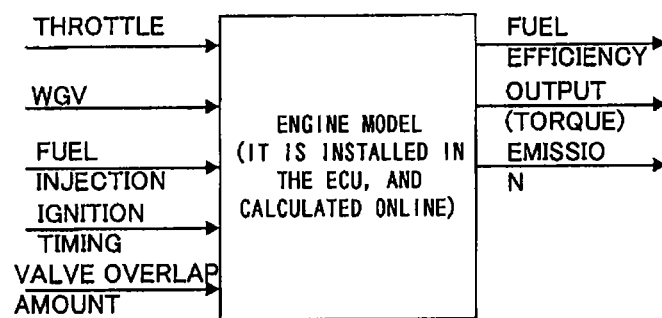 THROTTLE
WGV
FUEL
INJECTION
IGNITION
TIMING
VALVE OVERLAP
AMOUNT
ENGINE MODEL
(IT IS INSTALLED IN
THE ECU, AND
CALCULATED ONLINE)
FUEL
EFFICIENCY
OUTPUT
(TORQUE)
EMISSIO
N